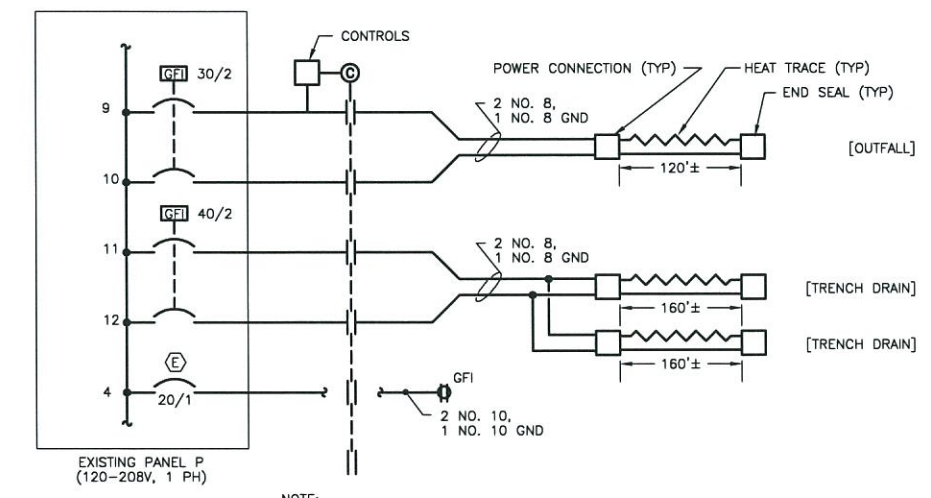 CONTROLS
GFI 30/2
C
POWER CONNECTION (TYP)
HEAT TRACE (TYP)
END SEAL (TYP)
9
2 NO. 8,
1 NO. 8 GND
[OUTFALL]
120'±
10
GFI 40/2
11
2 NO. 8,
1 NO. 8 GND
[TRENCH DRAIN]
160'±
12
[TRENCH DRAIN]
160'±
E
4
20/1
GFI
2 NO. 10,
1 NO. 10 GND
EXISTING PANEL P
(120-208V, 1 PH)
NOTE: